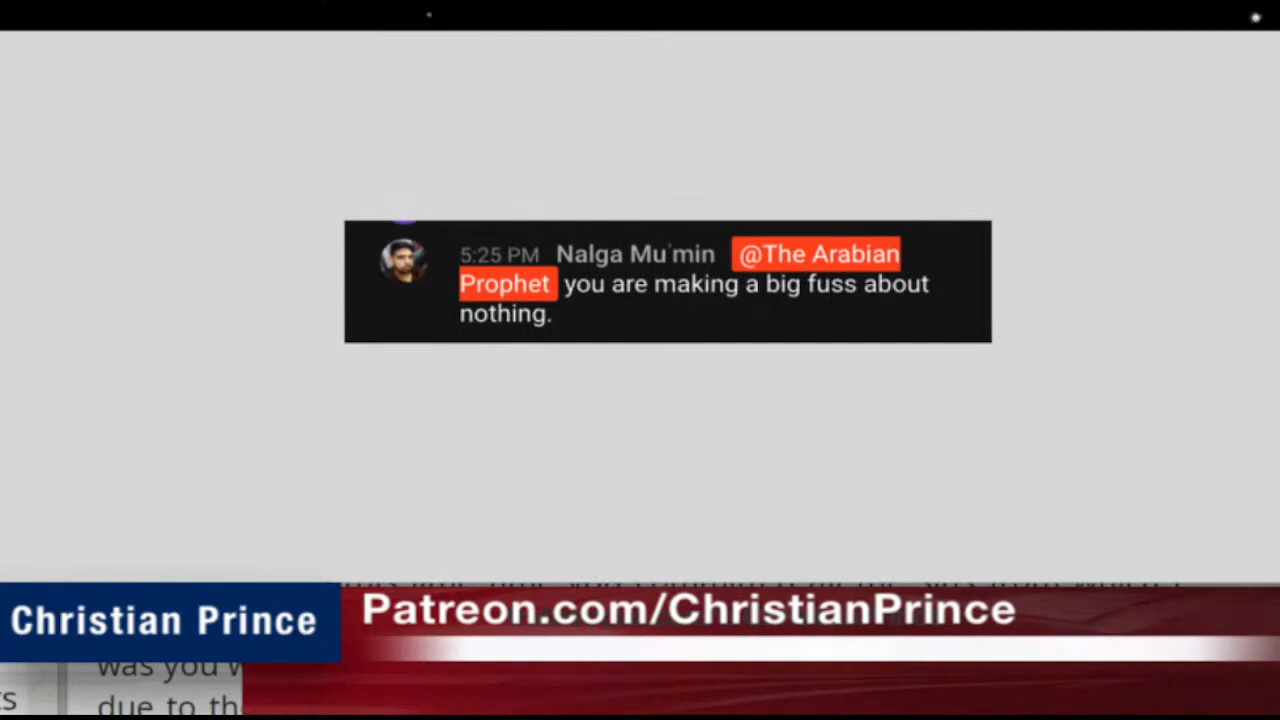 5:25 PM Nalga Mu'min @The Arabian
Prophet you are making a big fuss about
nothing.
Christian Prince
Patreon.com/ChristianPrince
was you
due to